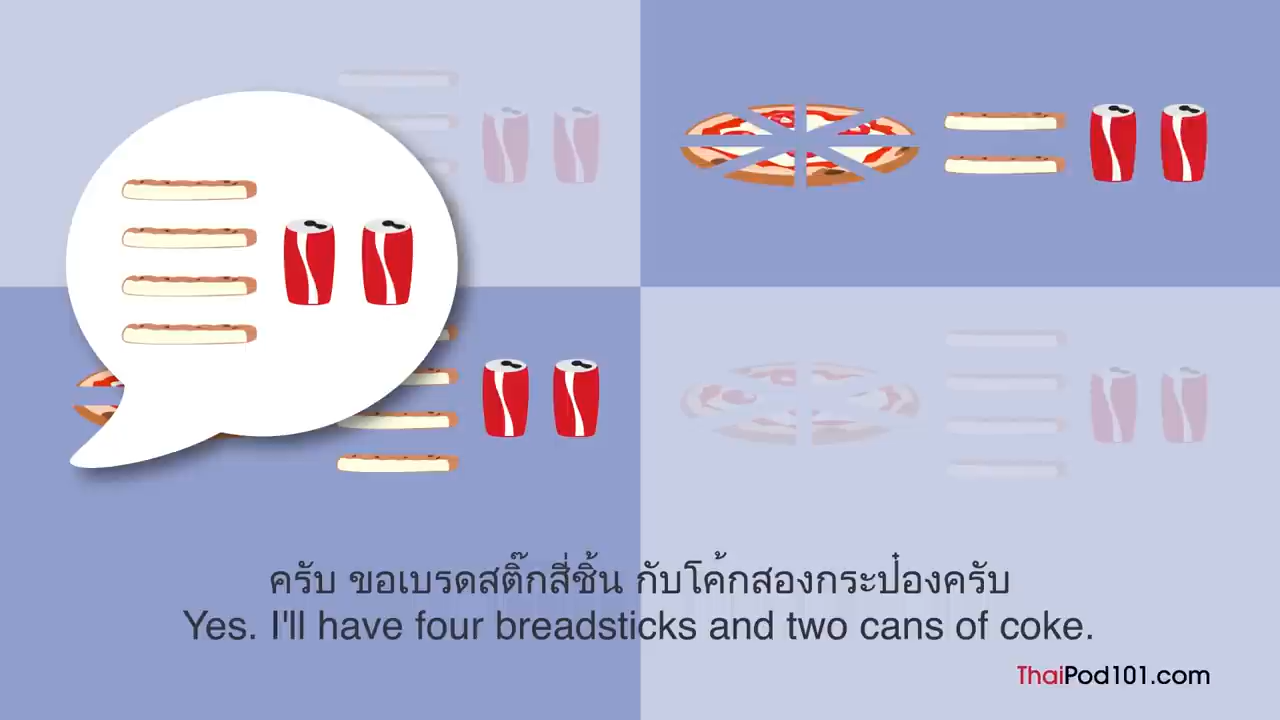 ครับ ขอเบรดสติ๊กสี่ชิ้น กับโค้กสองกระป๋องครับ
Yes. I'll have four breadsticks and two cans of coke.
ThaiPod101.com